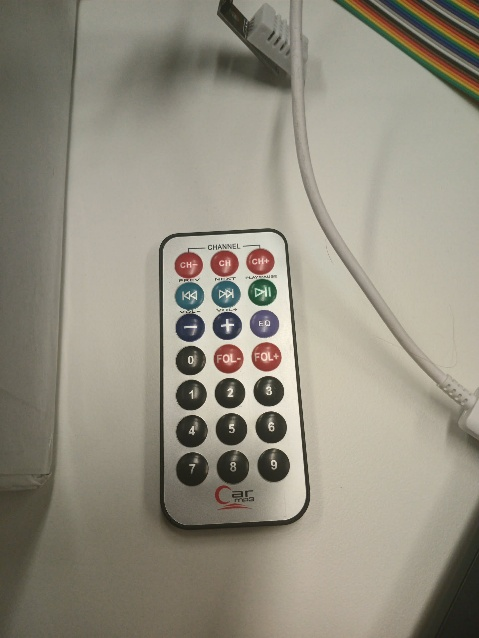 CHANNEL
CH- CH CH+
PREV NEXT PLAY/PAUSE
VOL- VOL+
− + EQ
0 FOL- FOL+
1 2 3
4 5 6
7 8 9
Car
mp3